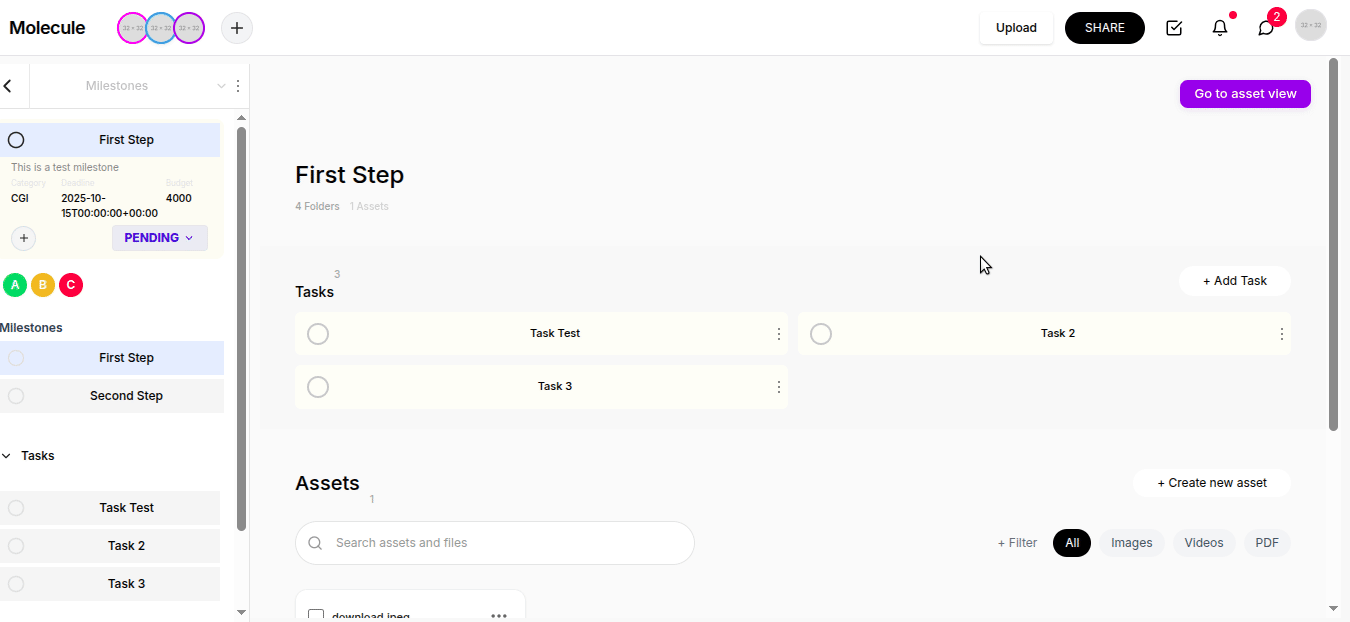 Molecule
32 × 32
32 × 32
32 × 32
Upload
SHARE
2
32 × 32
Milestones
First Step
This is a test milestone
Category Deadline Budget
CGI 2025-10- 4000
15T00:00:00+00:00
PENDING
A B C
Milestones
First Step
Second Step
Tasks
Task Test
Task 2
Task 3
Go to asset view
First Step
4 Folders 1 Assets
3
Tasks
+ Add Task
Task Test
Task 2
Task 3
Assets
1
+ Create new asset
Search assets and files
+ Filter
All
Images
Videos
PDF
download.jpeg